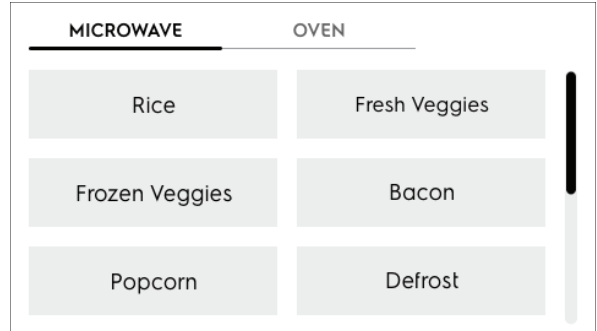 MICROWAVE OVEN
Rice Fresh Veggies
Frozen Veggies Bacon
Popcorn Defrost